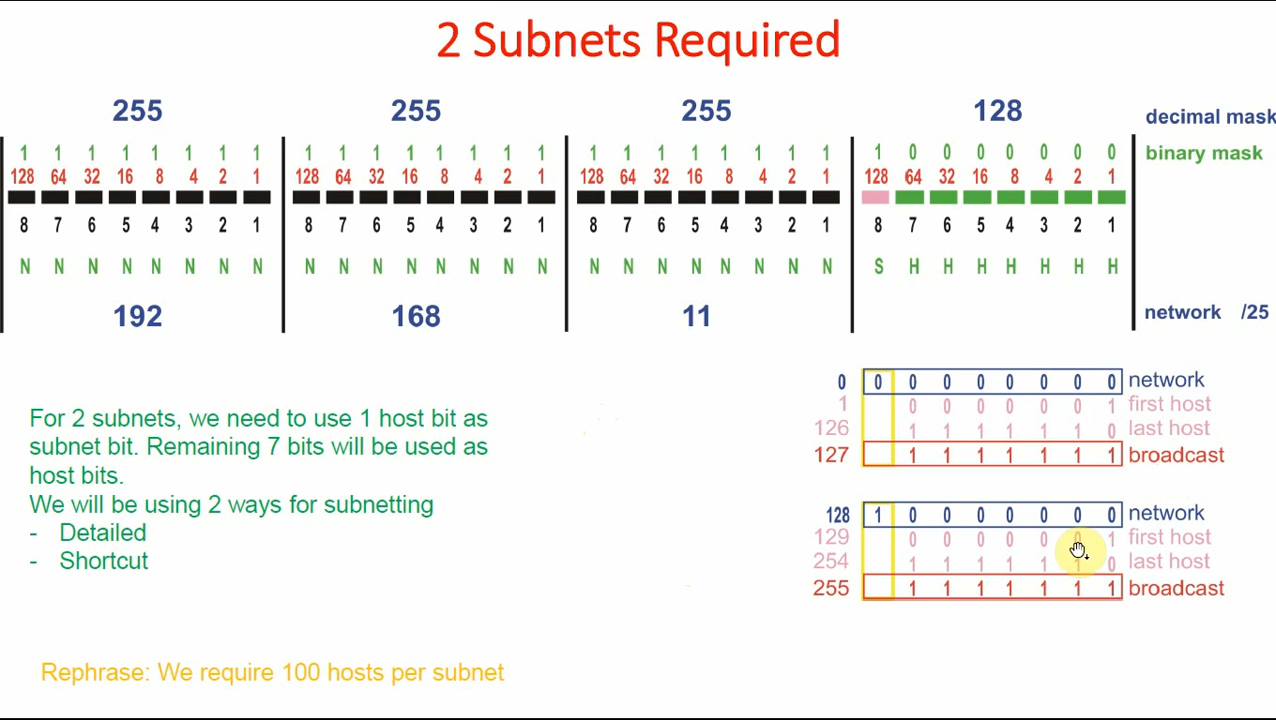 2 Subnets Required
255 255 255 128 decimal mask
1 1 1 1 1 1 1 1 1 1 1 1 1 1 1 1 1 1 1 1 1 1 1 1 1 0 0 0 0 0 0 0 binary mask
128 64 32 16 8 4 2 1 128 64 32 16 8 4 2 1 128 64 32 16 8 4 2 1 128 64 32 16 8 4 2 1
8 7 6 5 4 3 2 1 8 7 6 5 4 3 2 1 8 7 6 5 4 3 2 1 8 7 6 5 4 3 2 1
N N N N N N N N N N N N N N N N N N N N N N N N S H H H H H H H
192 168 11 network /25
For 2 subnets, we need to use 1 host bit as
subnet bit. Remaining 7 bits will be used as
host bits.
We will be using 2 ways for subnetting
- Detailed
- Shortcut
0 0 0 0 0 0 0 0 0 network
1 0 0 0 0 0 0 1 first host
126 1 1 1 1 1 1 0 last host
127 1 1 1 1 1 1 1 broadcast
128 1 0 0 0 0 0 0 0 network
129 0 0 0 0 0 0 1 first host
254 1 1 1 1 1 1 0 last host
255 1 1 1 1 1 1 1 broadcast
Rephrase: We require 100 hosts per subnet